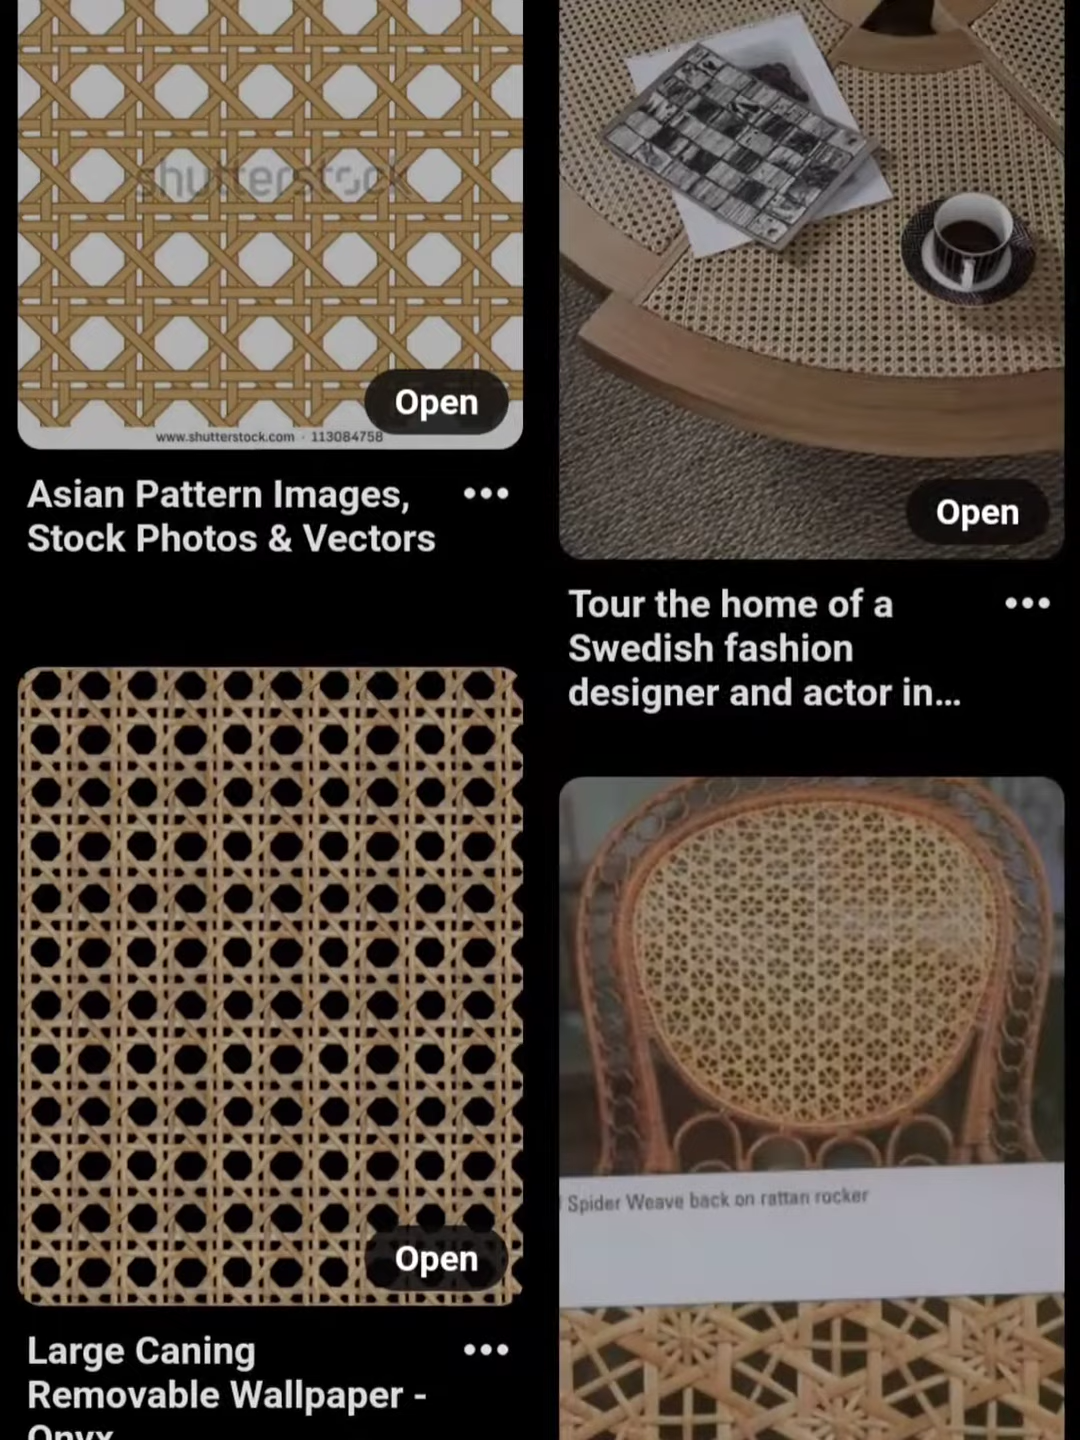 shutterstock
www.shutterstock.com · 113084758
Open
Asian Pattern Images,
Stock Photos & Vectors
Open
Tour the home of a
Swedish fashion
designer and actor in...
Open
Large Caning
Removable Wallpaper -
Onyx
Spider Weave back on rattan rocker